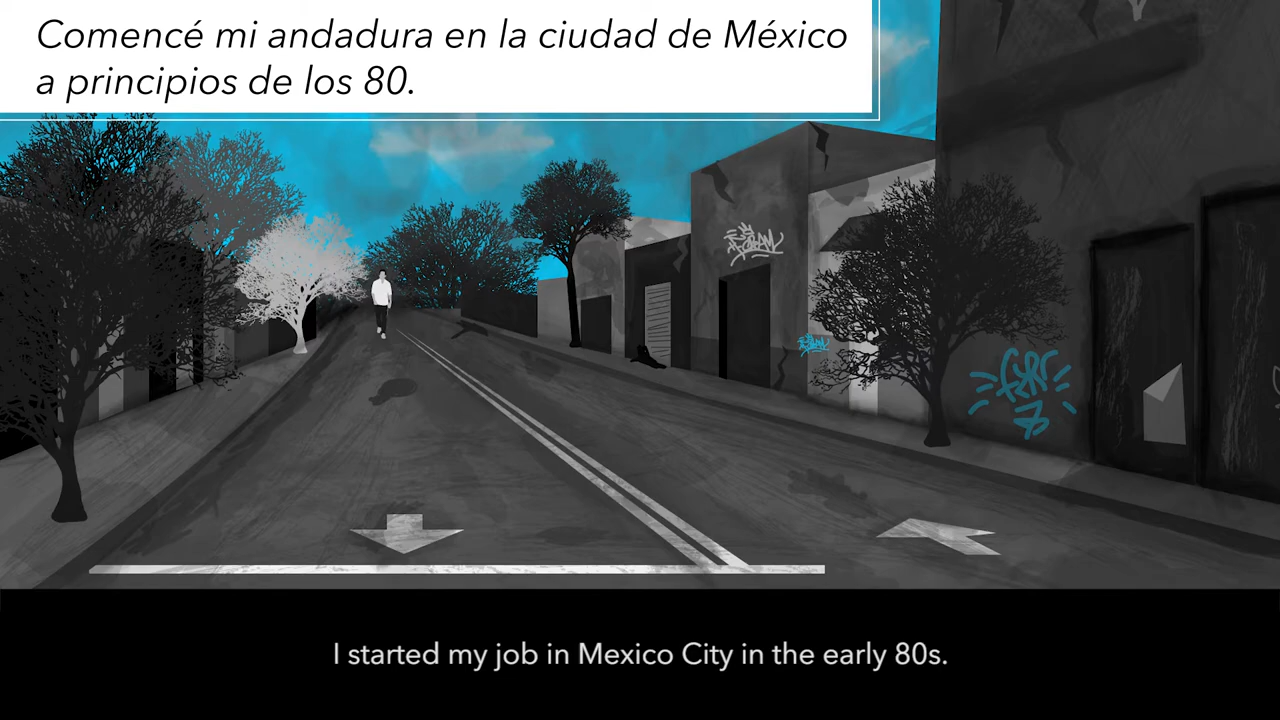 Comencé mi andadura en la ciudad de México
a principios de los 80.
I started my job in Mexico City in the early 80s.